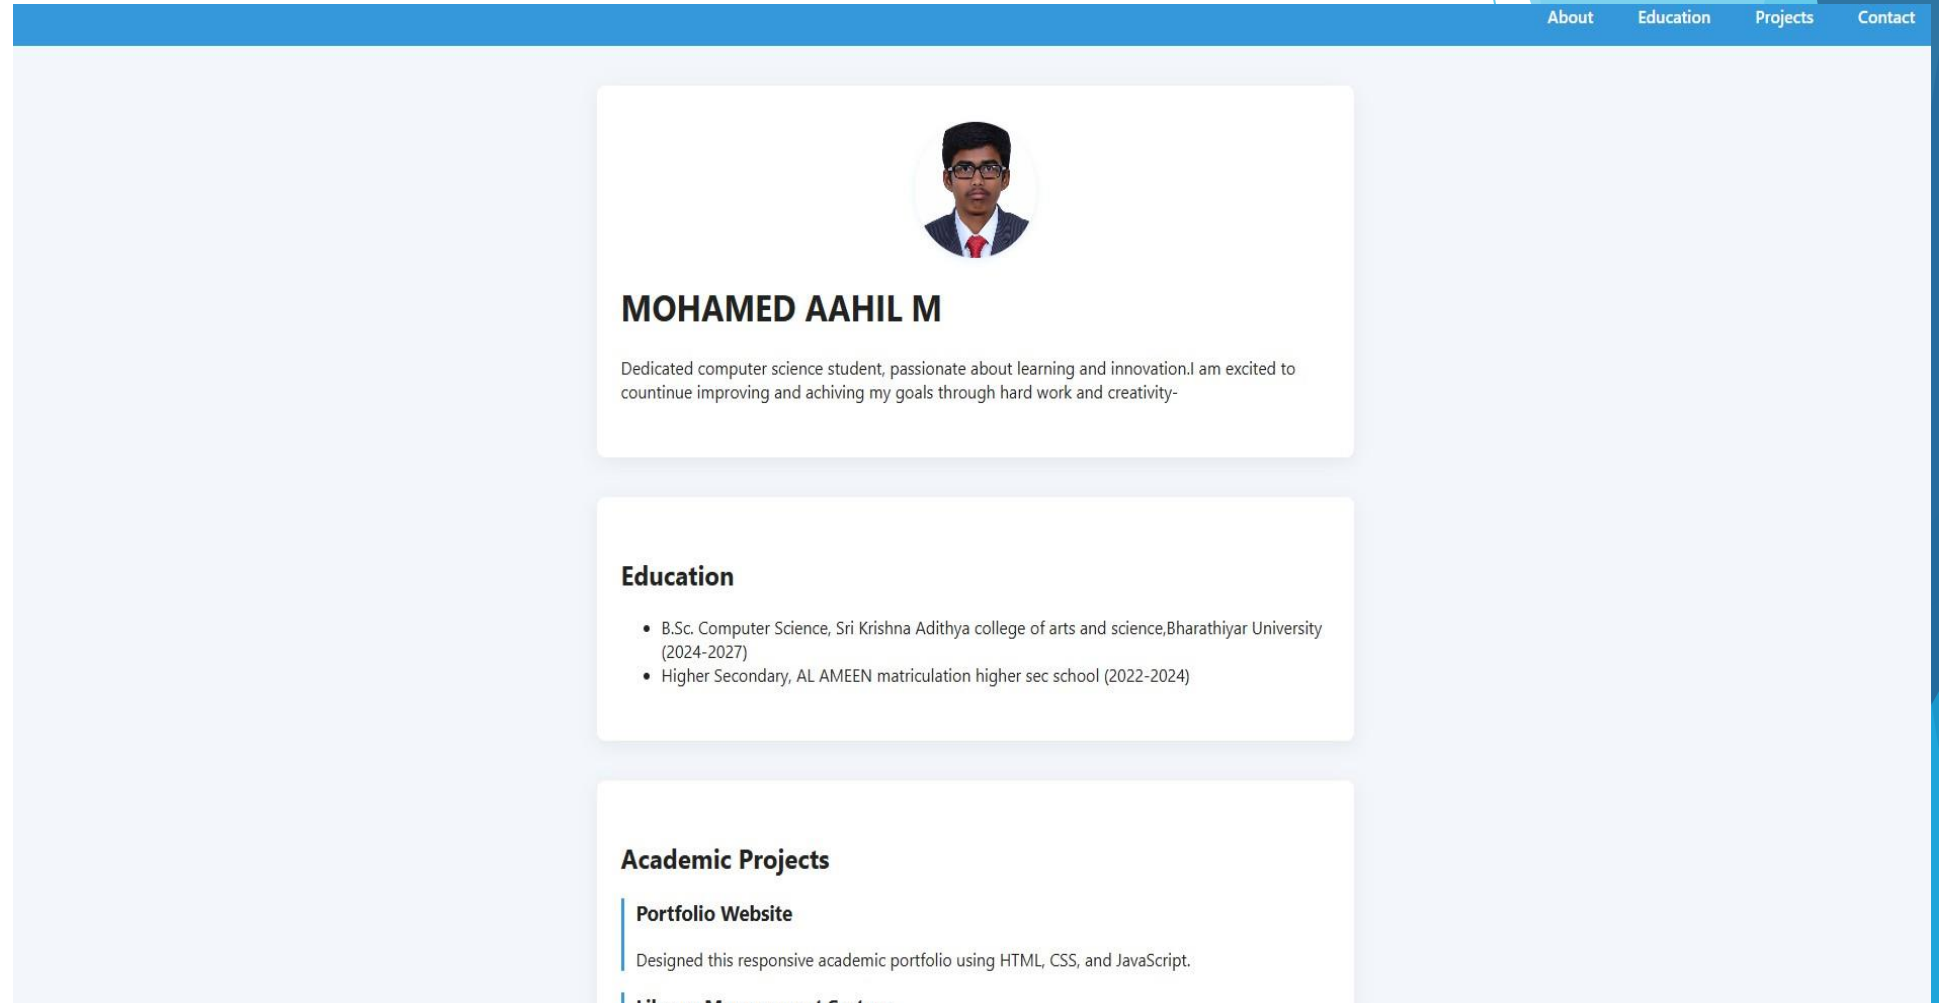 About Education Projects Contact
MOHAMED AAHIL M
Dedicated computer science student, passionate about learning and innovation.I am excited to
countinue improving and achiving my goals through hard work and creativity-
Education
• B.Sc. Computer Science, Sri Krishna Adithya college of arts and science,Bharathiyar University
(2024-2027)
• Higher Secondary, AL AMEEN matriculation higher sec school (2022-2024)
Academic Projects
Portfolio Website
Designed this responsive academic portfolio using HTML, CSS, and JavaScript.